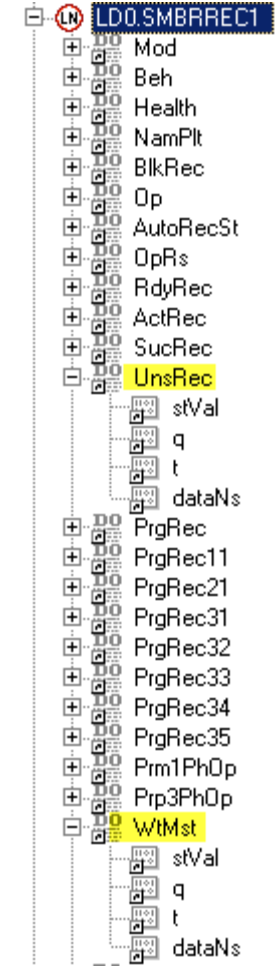 LN LD0.SMBRREC1
DO Mod
DO Beh
DO Health
DO NamPlt
DO BlkRec
DO Op
DO AutoRecSt
DO OpRs
DO RdyRec
DO ActRec
DO SucRec
DO UnsRec
stVal
q
t
dataNs
DO PrgRec
DO PrgRec11
DO PrgRec21
DO PrgRec31
DO PrgRec32
DO PrgRec33
DO PrgRec34
DO PrgRec35
DO Prm1PhOp
DO Prp3PhOp
DO WtMst
stVal
q
t
dataNs